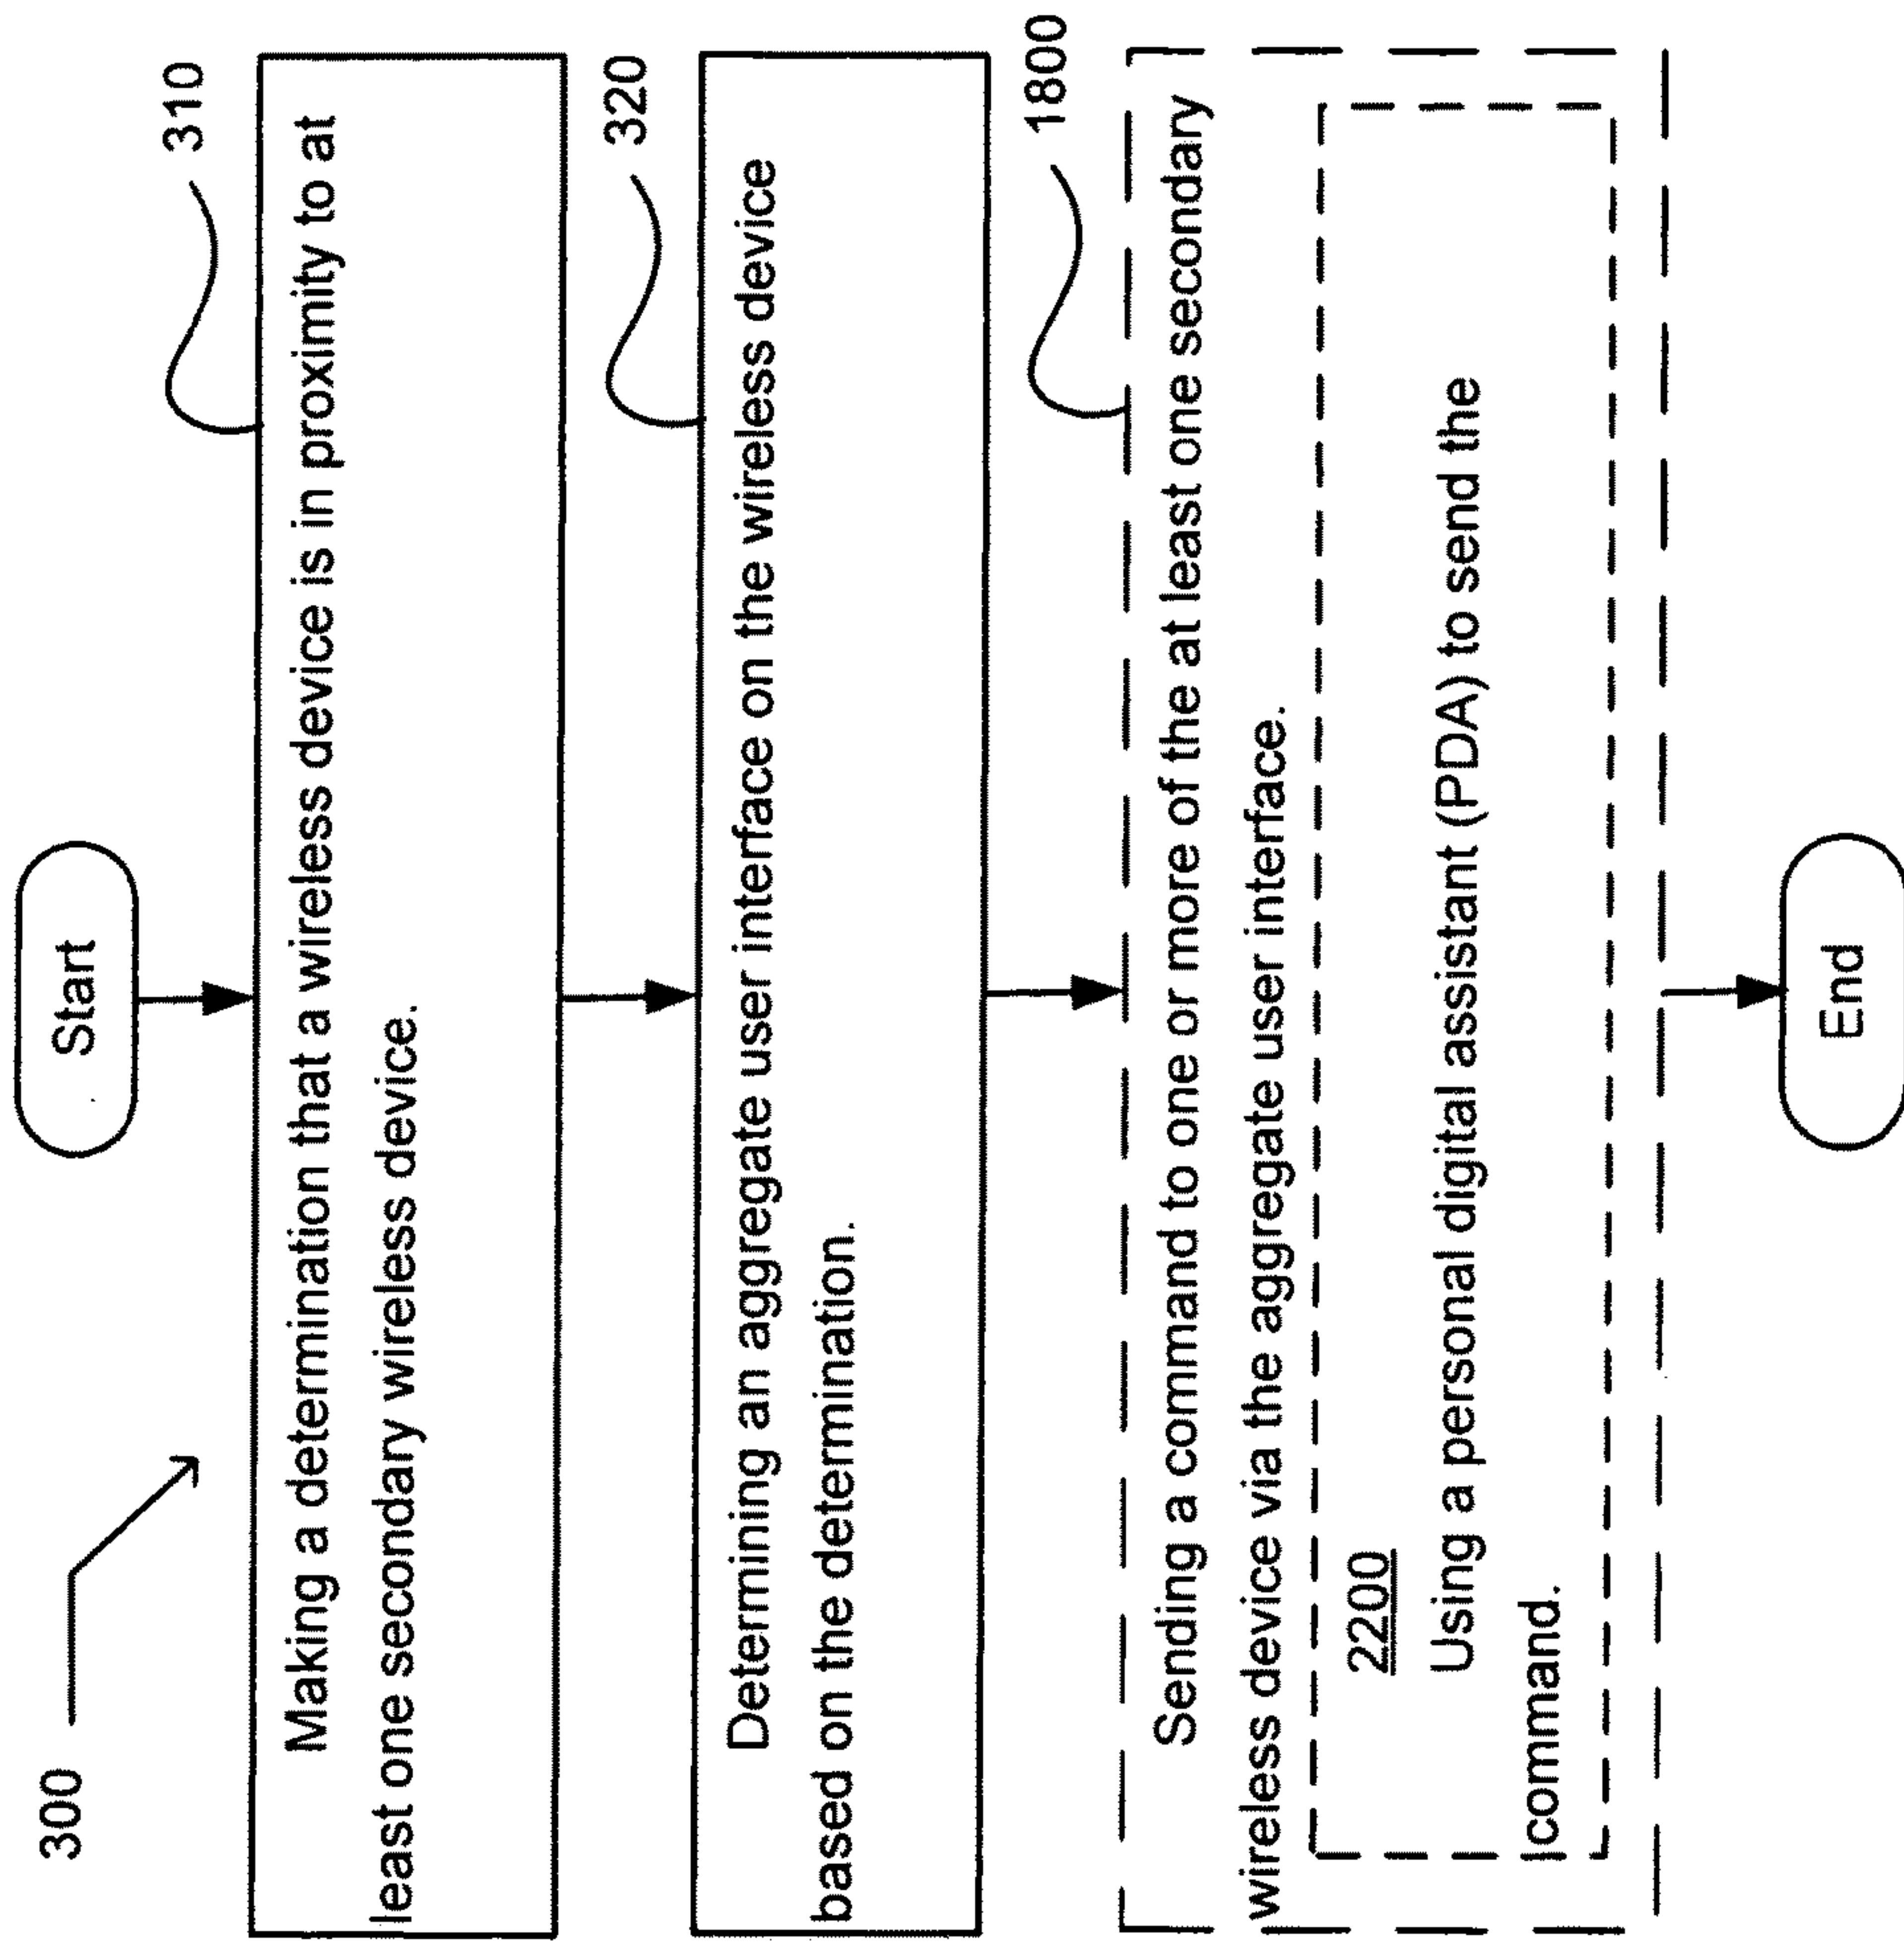 300
Start
310
Making a determination that a wireless device is in proximity to at
least one secondary wireless device.
320
Determining an aggregate user interface on the wireless device
based on the determination.
1800
Sending a command to one or more of the at least one secondary
wireless device via the aggregate user interface.
2200
Using a personal digital assistant (PDA) to send the
command.
End